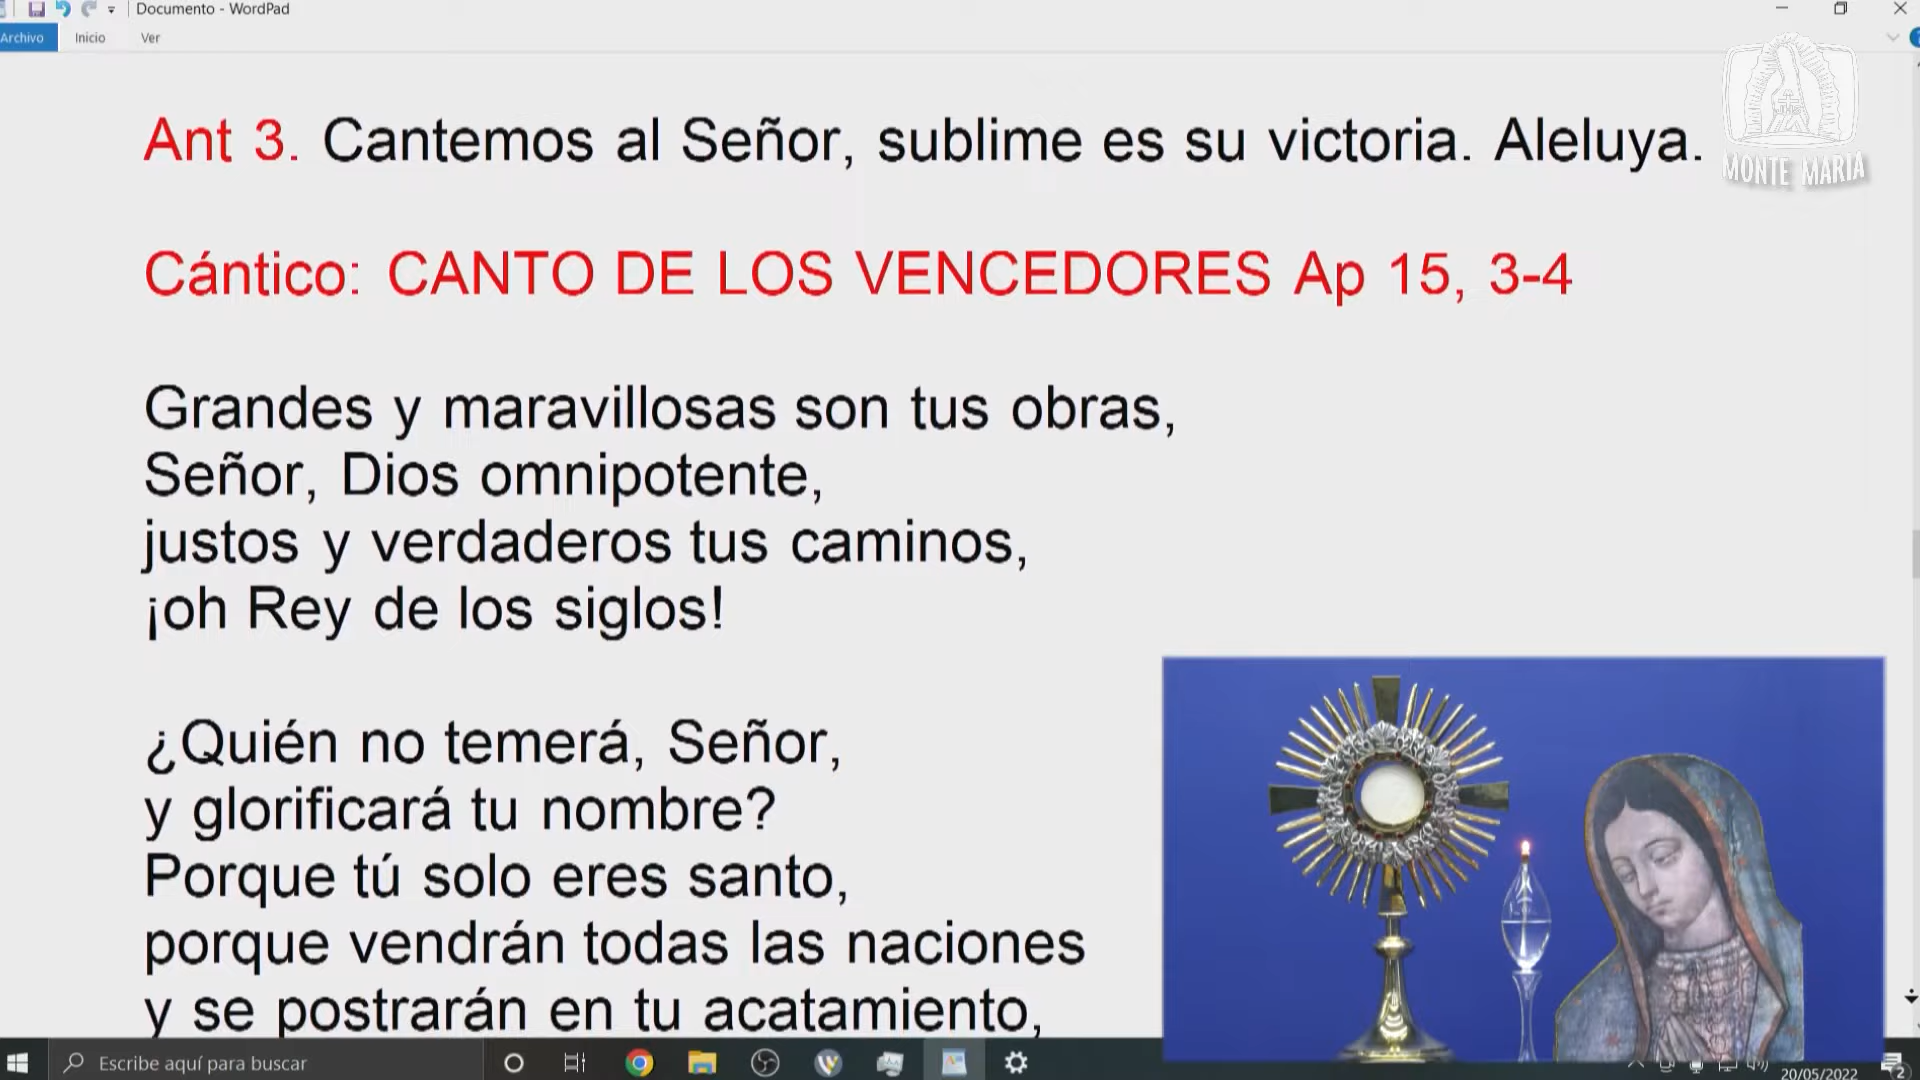 Documento - WordPad
Archivo Inicio Ver
MONTE MARÍA
Ant 3. Cantemos al Señor, sublime es su victoria. Aleluya.
Cántico: CANTO DE LOS VENCEDORES Ap 15, 3-4
Grandes y maravillosas son tus obras,
Señor, Dios omnipotente,
justos y verdaderos tus caminos,
¡oh Rey de los siglos!
¿Quién no temerá, Señor,
y glorificará tu nombre?
Porque tú solo eres santo,
porque vendrán todas las naciones
y se postrarán en tu acatamiento,
Escribe aquí para buscar
20/05/2022
2